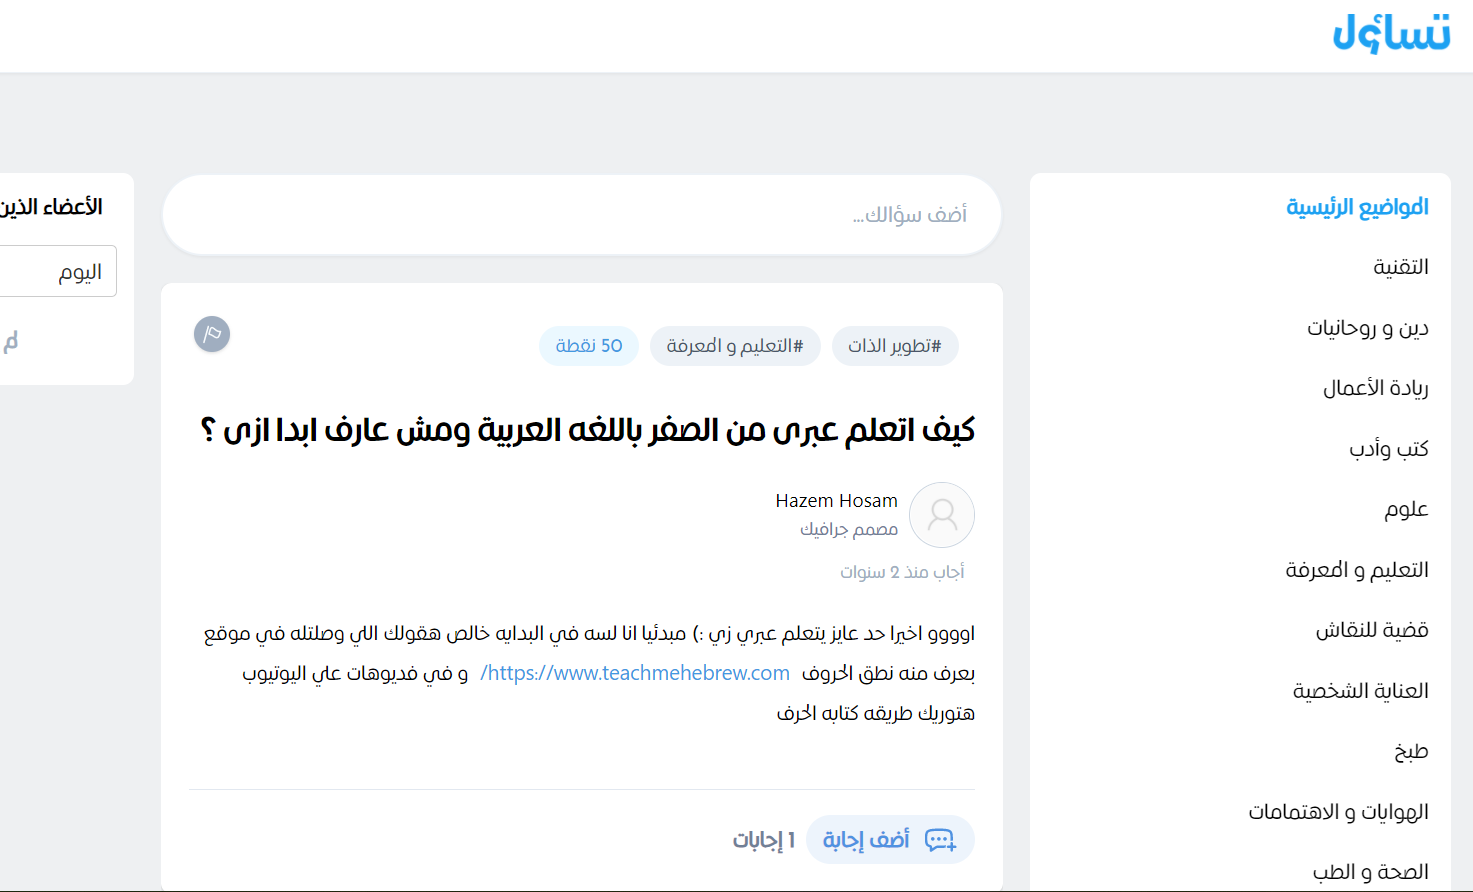 تساؤل
المواضيع الرئيسية
التقنية
دين و روحانيات
ريادة الأعمال
كتب وأدب
علوم
التعليم و المعرفة
قضية للنقاش
العناية الشخصية
طبخ
الهوايات و الاهتمامات
الصحة و الطب
أضف سؤالك...
#تطوير الذات #التعليم و المعرفة 50 نقطة
كيف اتعلم عبرى من الصفر باللغه العربية ومش عارف ابدا ازى ؟
Hazem Hosam
مصمم جرافيك
أجاب منذ 2 سنوات
اوووو اخيرا حد عايز يتعلم عبري زي :) مبدئيا انا لسه في البدايه خالص هقولك اللي وصلتله في موقع
بعرف منه نطق الحروف https://www.teachmehebrew.com/ و في فديوهات علي اليوتيوب
هتوريك طريقه كتابه الحرف
أضف إجابة 1 إجابات
الأعضاء الذين
اليوم
لم